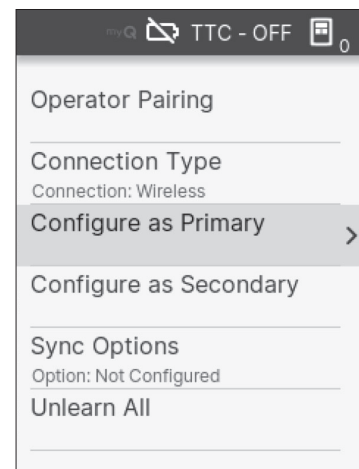 myQ TTC - OFF 0
Operator Pairing
Connection Type
Connection: Wireless
Configure as Primary
Configure as Secondary
Sync Options
Option: Not Configured
Unlearn All